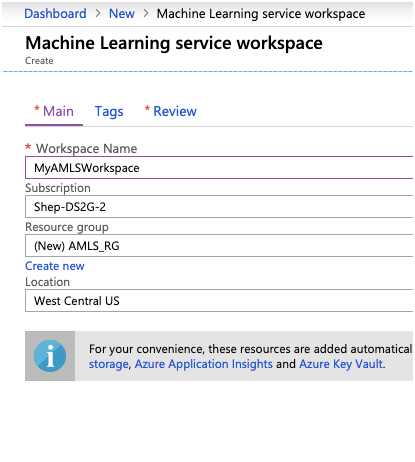 Dashboard > New > Machine Learning service workspace
Machine Learning service workspace
Create
* Main Tags * Review
* Workspace Name
MyAMLSWorkspace
Subscription
Shep-DS2G-2
Resource group
(New) AMLS_RG
Create new
Location
West Central US
For your convenience, these resources are added automatical
storage, Azure Application Insights and Azure Key Vault.